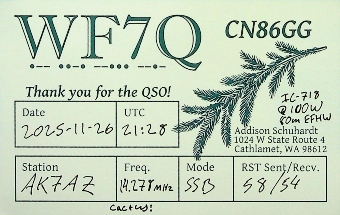 WF7Q
CN86GG
·-- ··-· --··· --·-
Thank you for the QSO!
IC-718
@100W
80m EFHW
Date
UTC
2025-11-26
21:28
Addison Schuhardt
1024 W State Route 4
Cathlamet, WA 98612
Station
Freq.
Mode
RST Sent/Recv.
AK7AZ
14.278 MHz
SSB
58/54
Cactus!